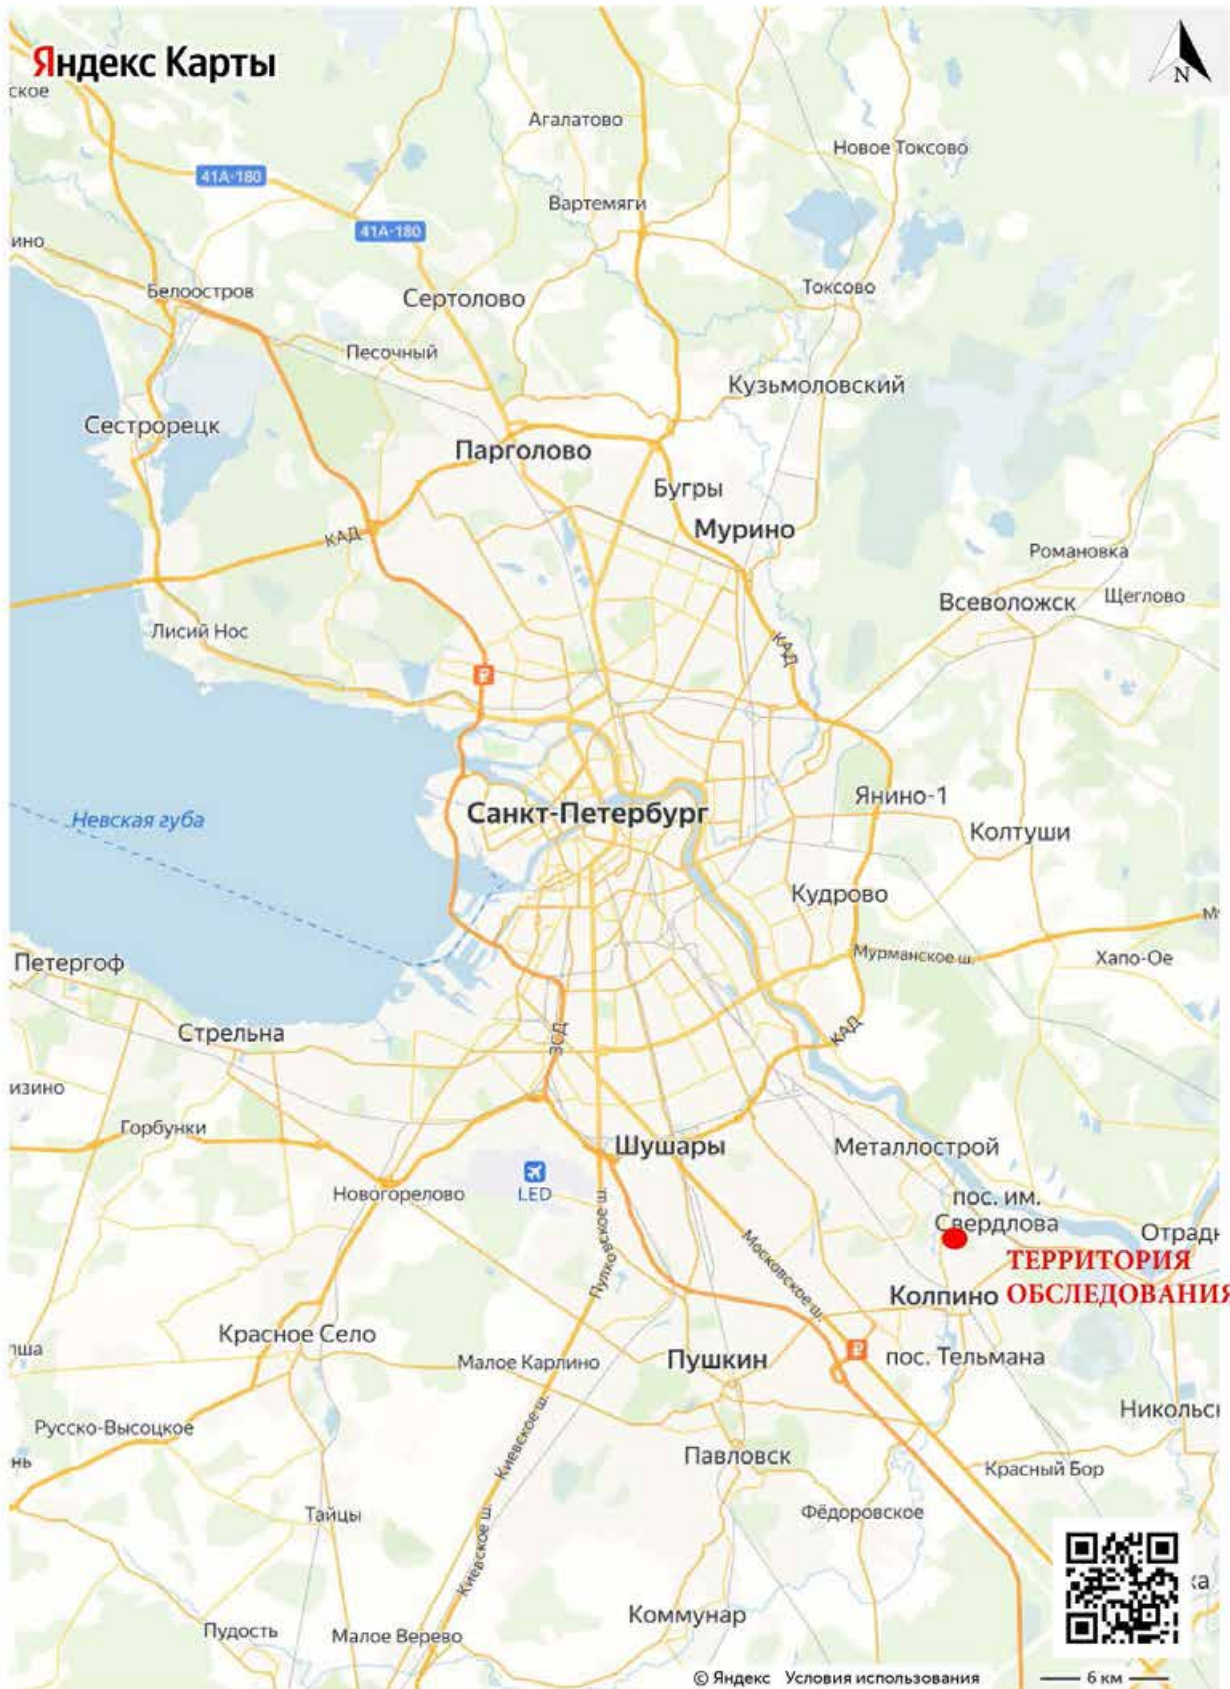 Яндекс Карты
N
ское
Агалатово
Новое Токсово
41А-180
Вартемяги
41А-180
ино
Белоостров
Сертолово
Токсово
Песочный
Кузьмоловский
Сестрорецк
Парголово
Бугры
Мурино
КАД
Романовка
Всеволожск
Щеглово
Лисий Нос
КАД
Санкт-Петербург
Янино-1
Невская губа
Колтуши
Кудрово
Мурманское ш.
Хапо-Ое
Петергоф
Стрельна
ЗСД
КАД
изино
Горбунки
Шушары
Металлострой
Новогорелово
LED
пос. им.
Свердлова
Отрадн
Пулковское ш.
Московское ш.
ТЕРРИТОРИЯ
ОБСЛЕДОВАНИЯ
Колпино
Красное Село
Малое Карлино
Пушкин
пос. Тельмана
Русско-Высоцкое
Киевское ш.
Павловск
Никольск
нь
Красный Бор
Тайцы
Фёдоровское
Киевское ш.
ка
Коммунар
Пудость
Малое Верево
© Яндекс Условия использования
6 км